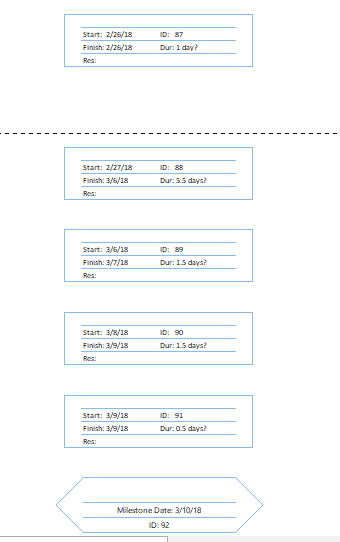 Start: 2/26/18 ID: 87
Finish: 2/26/18 Dur: 1 day?
Res:
Start: 2/27/18 ID: 88
Finish: 3/6/18 Dur: 5.5 days?
Res:
Start: 3/6/18 ID: 89
Finish: 3/7/18 Dur: 1.5 days?
Res:
Start: 3/8/18 ID: 90
Finish: 3/9/18 Dur: 1.5 days?
Res:
Start: 3/9/18 ID: 91
Finish: 3/9/18 Dur: 0.5 days?
Res:
Milestone Date: 3/10/18
ID: 92